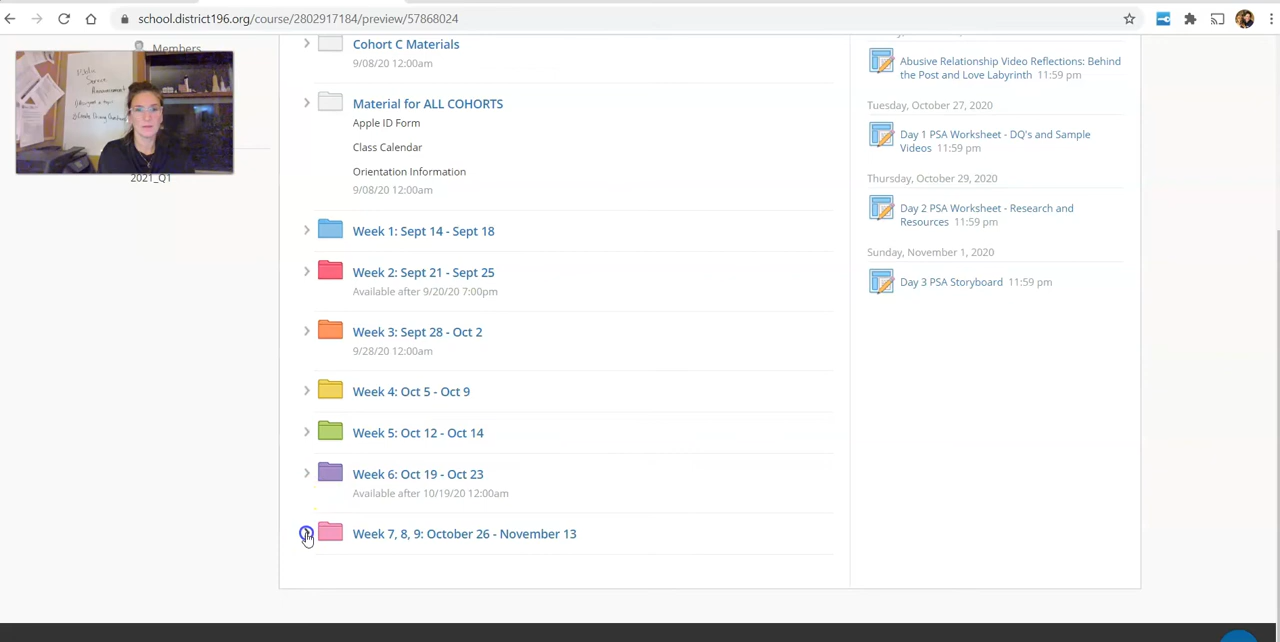 school.district196.org/course/2802917184/preview/57868024
Members
2021_Q1
Cohort C Materials
9/08/20 12:00am
Material for ALL COHORTS
Apple ID Form
Class Calendar
Orientation Information
9/08/20 12:00am
Week 1: Sept 14 - Sept 18
Week 2: Sept 21 - Sept 25
Available after 9/20/20 7:00pm
Week 3: Sept 28 - Oct 2
9/28/20 12:00am
Week 4: Oct 5 - Oct 9
Week 5: Oct 12 - Oct 14
Week 6: Oct 19 - Oct 23
Available after 10/19/20 12:00am
Week 7, 8, 9: October 26 - November 13
Abusive Relationship Video Reflections: Behind
the Post and Love Labyrinth 11:59 pm
Tuesday, October 27, 2020
Day 1 PSA Worksheet - DQ's and Sample
Videos 11:59 pm
Thursday, October 29, 2020
Day 2 PSA Worksheet - Research and
Resources 11:59 pm
Sunday, November 1, 2020
Day 3 PSA Storyboard 11:59 pm